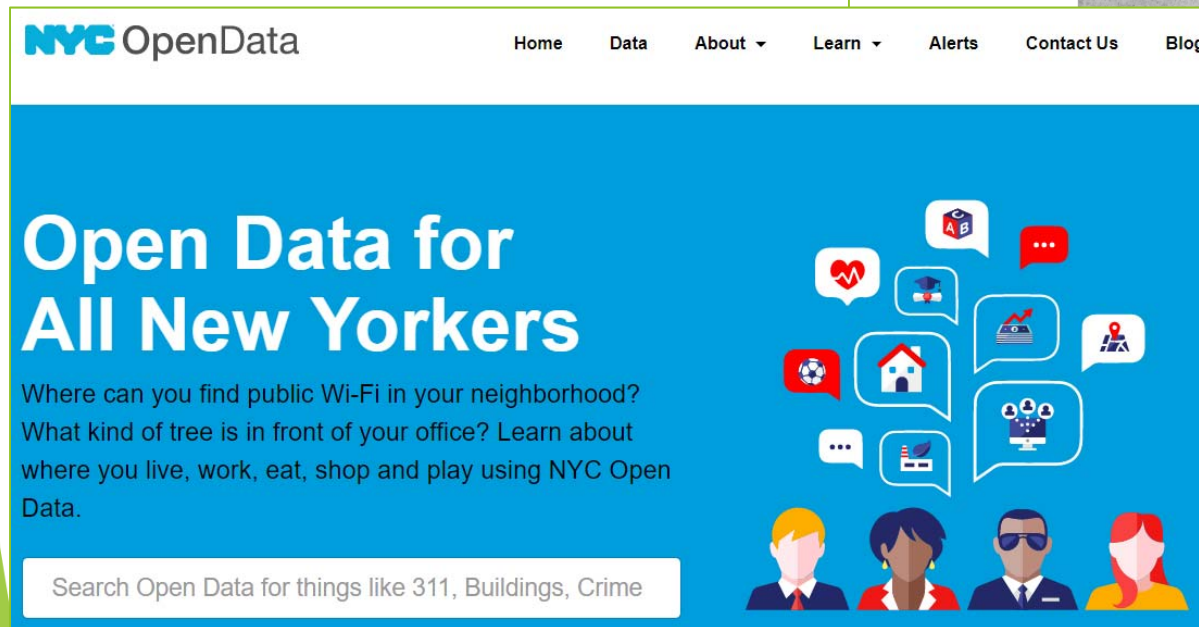 NYC OpenData
Home Data About Learn Alerts Contact Us Blog
Open Data for
All New Yorkers
Where can you find public Wi-Fi in your neighborhood?
What kind of tree is in front of your office? Learn about
where you live, work, eat, shop and play using NYC Open
Data.
Search Open Data for things like 311, Buildings, Crime
A B C